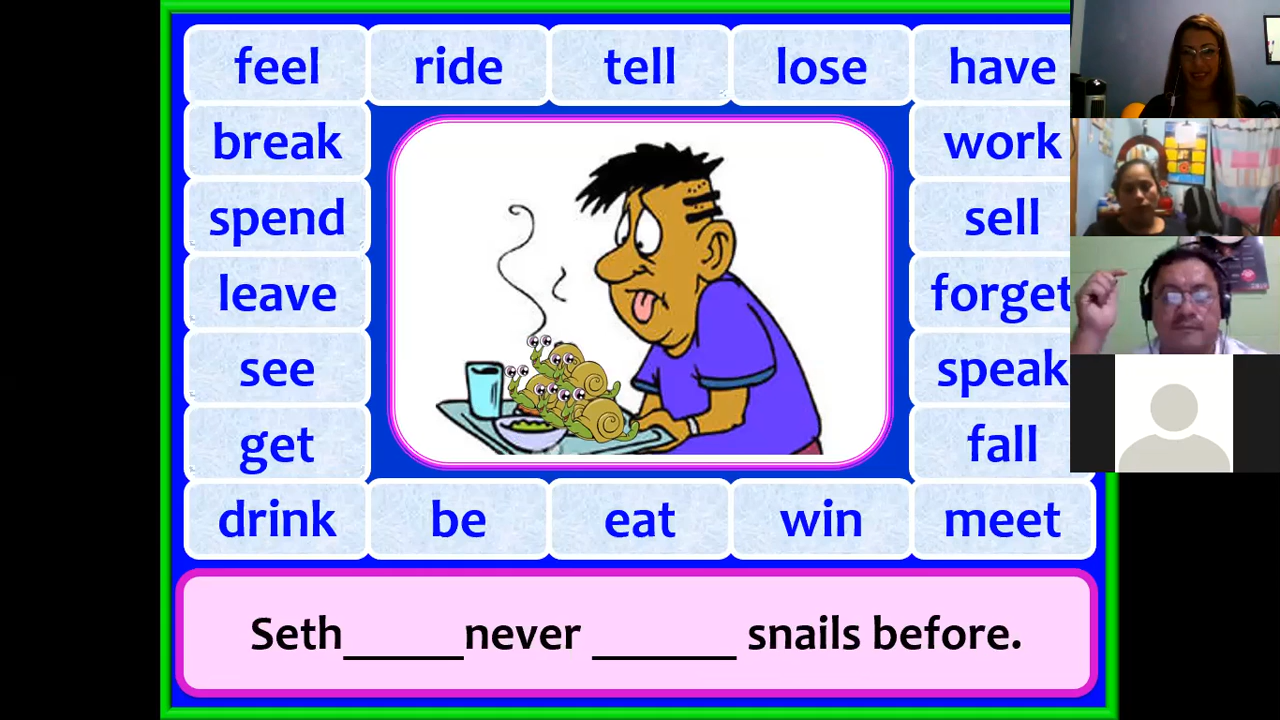 feel ride tell lose have
break work
spend sell
leave forget
see speak
get fall
drink be eat win meet
Seth_____never ______ snails before.